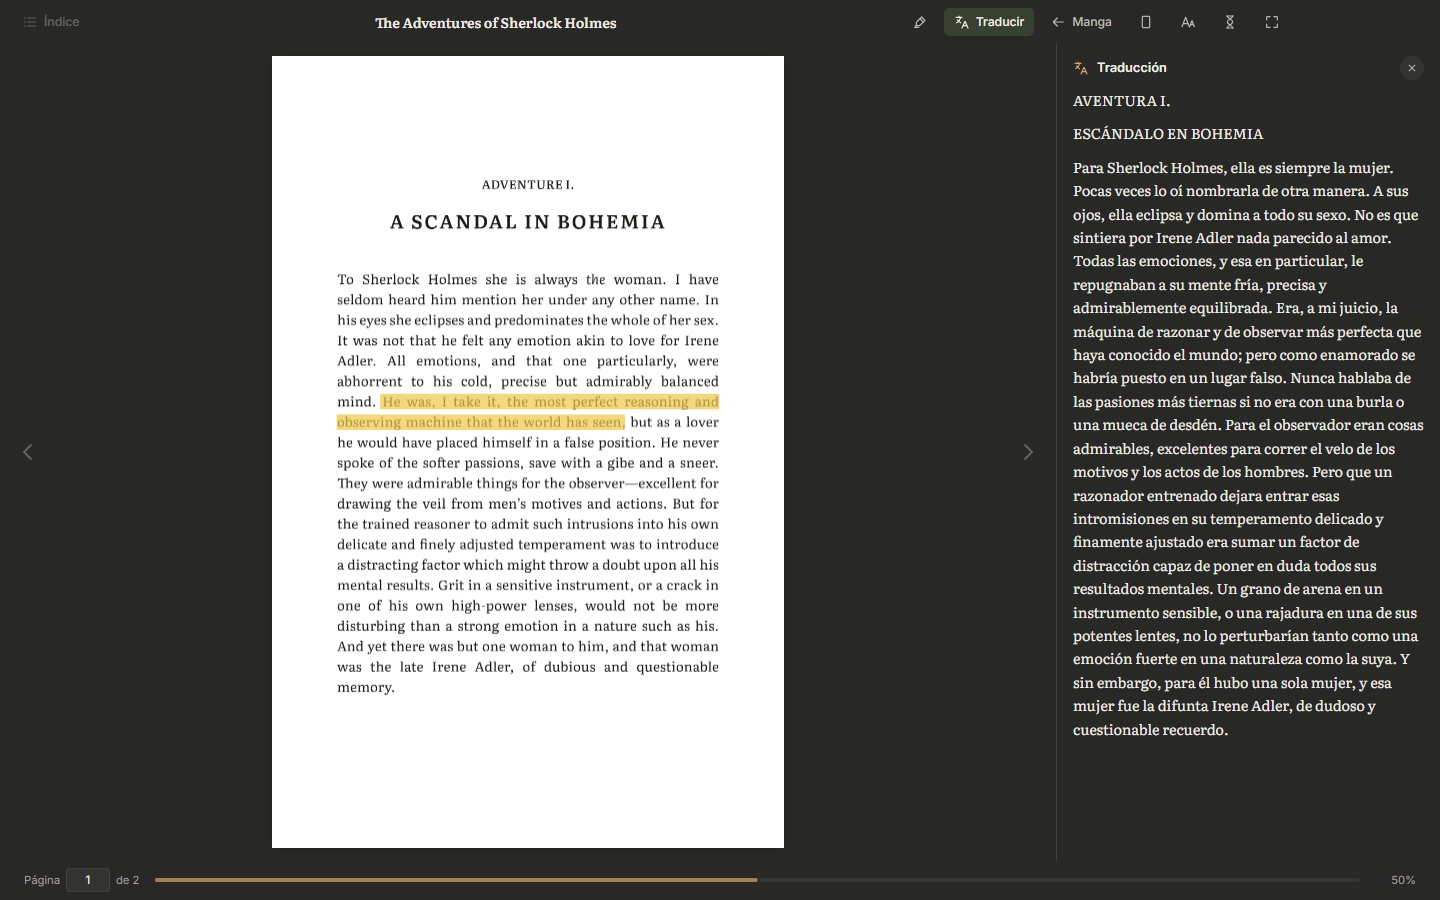 Índice
The Adventures of Sherlock Holmes
Traducir
Manga
ADVENTURE I.
A SCANDAL IN BOHEMIA
To Sherlock Holmes she is always the woman. I have
seldom heard him mention her under any other name. In
his eyes she eclipses and predominates the whole of her sex.
It was not that he felt any emotion akin to love for Irene
Adler. All emotions, and that one particularly, were
abhorrent to his cold, precise but admirably balanced
mind. He was, I take it, the most perfect reasoning and
observing machine that the world has seen, but as a lover
he would have placed himself in a false position. He never
spoke of the softer passions, save with a gibe and a sneer.
They were admirable things for the observer—excellent for
drawing the veil from men’s motives and actions. But for
the trained reasoner to admit such intrusions into his own
delicate and finely adjusted temperament was to introduce
a distracting factor which might throw a doubt upon all his
mental results. Grit in a sensitive instrument, or a crack in
one of his own high-power lenses, would not be more
disturbing than a strong emotion in a nature such as his.
And yet there was but one woman to him, and that woman
was the late Irene Adler, of dubious and questionable
memory.
Traducción
AVENTURA I.
ESCÁNDALO EN BOHEMIA
Para Sherlock Holmes, ella es siempre la mujer.
Pocas veces lo oí nombrarla de otra manera. A sus
ojos, ella eclipsa y domina a todo su sexo. No es que
sintiera por Irene Adler nada parecido al amor.
Todas las emociones, y esa en particular, le
repugnaban a su mente fría, precisa y
admirablemente equilibrada. Era, a mi juicio, la
máquina de razonar y de observar más perfecta que
haya conocido el mundo; pero como enamorado se
habría puesto en un lugar falso. Nunca hablaba de
las pasiones más tiernas si no era con una burla o
una mueca de desdén. Para el observador eran cosas
admirables, excelentes para correr el velo de los
motivos y los actos de los hombres. Pero que un
razonador entrenado dejara entrar esas
intromisiones en su temperamento delicado y
finamente ajustado era sumar un factor de
distracción capaz de poner en duda todos sus
resultados mentales. Un grano de arena en un
instrumento sensible, o una rajadura en una de sus
potentes lentes, no lo perturbarían tanto como una
emoción fuerte en una naturaleza como la suya. Y
sin embargo, para él hubo una sola mujer, y esa
mujer fue la difunta Irene Adler, de dudoso y
cuestionable recuerdo.
Página 1 de 2
50%